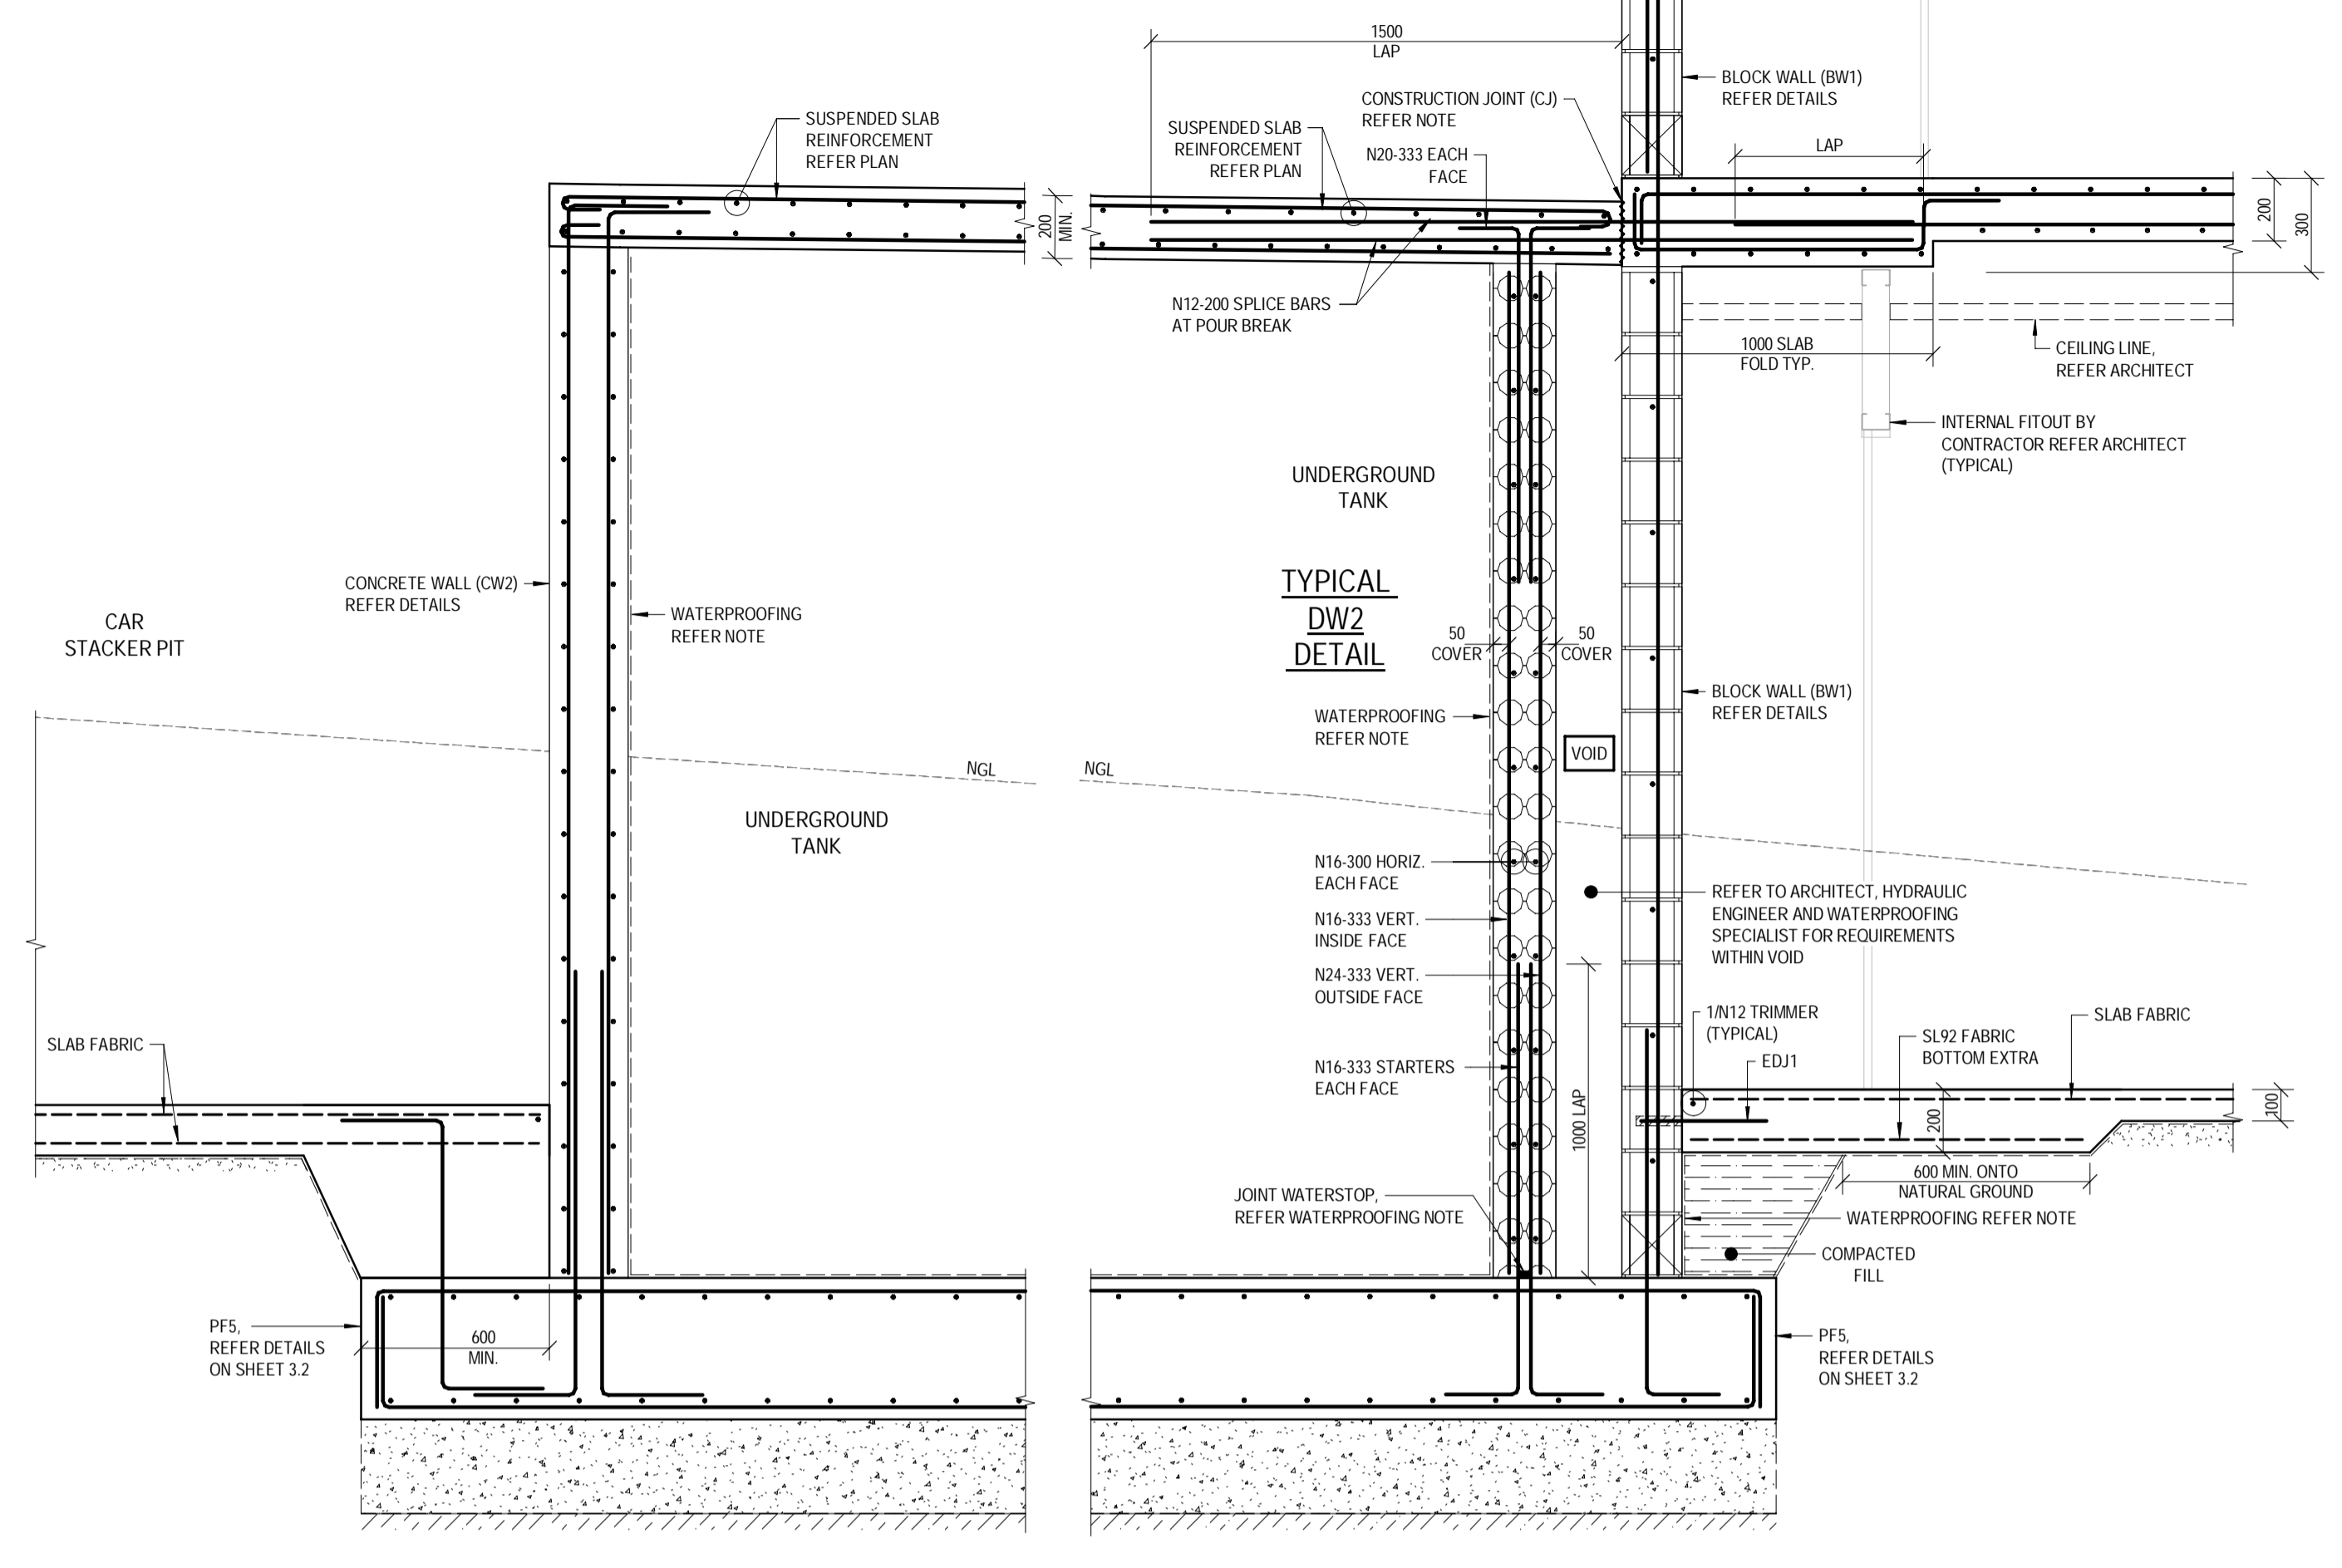 1500
LAP
BLOCK WALL (BW1)
REFER DETAILS
CONSTRUCTION JOINT (CJ)
REFER NOTE
SUSPENDED SLAB
REINFORCEMENT
REFER PLAN
SUSPENDED SLAB
REINFORCEMENT
REFER PLAN
N20-333 EACH
FACE
LAP
200
MIN.
200
300
N12-200 SPLICE BARS
AT POUR BREAK
1000 SLAB
FOLD TYP.
CEILING LINE,
REFER ARCHITECT
INTERNAL FITOUT BY
CONTRACTOR REFER ARCHITECT
(TYPICAL)
UNDERGROUND
TANK
CONCRETE WALL (CW2)
REFER DETAILS
CAR
STACKER PIT
WATERPROOFING
REFER NOTE
TYPICAL
DW2
DETAIL
50
COVER
50
COVER
WATERPROOFING
REFER NOTE
BLOCK WALL (BW1)
REFER DETAILS
VOID
NGL
NGL
UNDERGROUND
TANK
N16-300 HORIZ.
EACH FACE
N16-333 VERT.
INSIDE FACE
N24-333 VERT.
OUTSIDE FACE
REFER TO ARCHITECT, HYDRAULIC
ENGINEER AND WATERPROOFING
SPECIALIST FOR REQUIREMENTS
WITHIN VOID
1/N12 TRIMMER
(TYPICAL)
SLAB FABRIC
SL92 FABRIC
BOTTOM EXTRA
EDJ1
SLAB FABRIC
N16-333 STARTERS
EACH FACE
1000 LAP
200
100
600 MIN. ONTO
NATURAL GROUND
JOINT WATERSTOP,
REFER WATERPROOFING NOTE
WATERPROOFING REFER NOTE
COMPACTED
FILL
PF5,
REFER DETAILS
ON SHEET 3.2
600
MIN.
PF5,
REFER DETAILS
ON SHEET 3.2